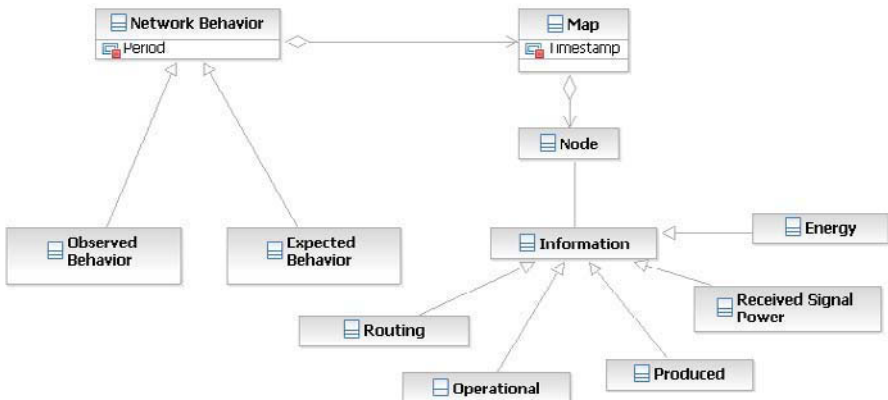 Network Behavior
Period
Map
Timestamp
Node
Observed
Behavior
Expected
Behavior
Information
Energy
Routing
Received Signal
Power
Operational
Produced